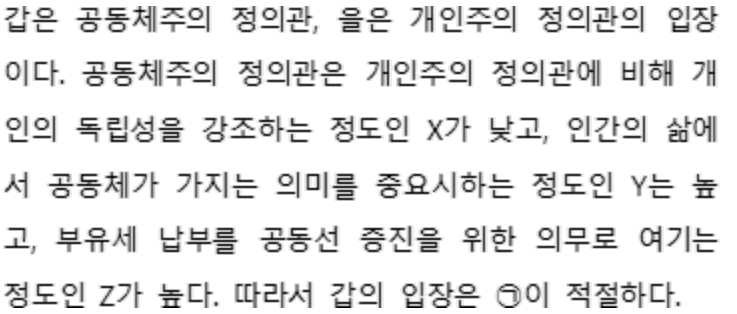 갑은 공동체주의 정의관, 을은 개인주의 정의관의 입장
이다. 공동체주의 정의관은 개인주의 정의관에 비해 개
인의 독립성을 강조하는 정도인 X가 낮고, 인간의 삶에
서 공동체가 가지는 의미를 중요시하는 정도인 Y는 높
고, 부유세 납부를 공동선 증진을 위한 의무로 여기는
정도인 Z가 높다. 따라서 갑의 입장은 ㉠이 적절하다.